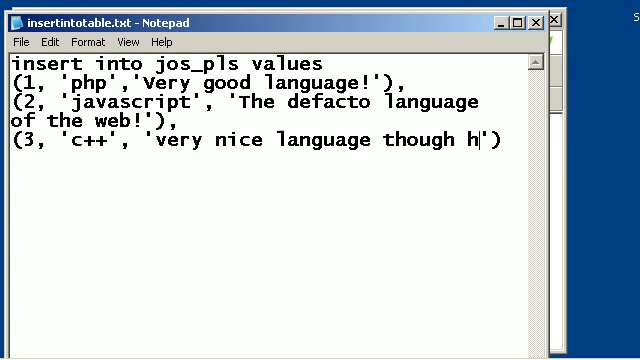 insertintotable.txt - Notepad
File Edit Format View Help
insert into jos_pls values
(1, 'php','Very good language!'),
(2, 'javascript', 'The defacto language
of the web!'),
(3, 'c++', 'very nice language though h')
S